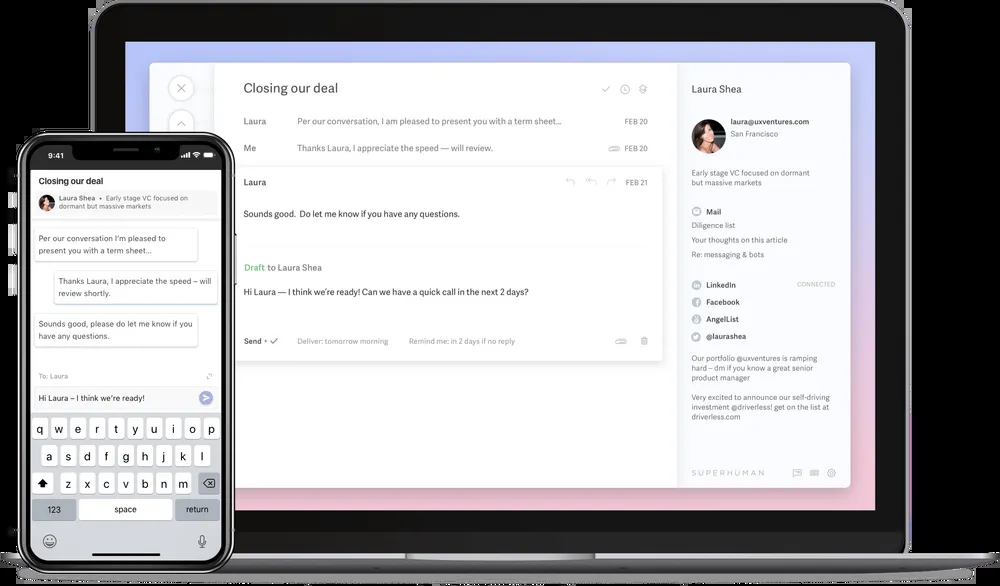 Closing our deal
Laura Per our conversation, I am pleased to present you with a term sheet... FEB 20
Me Thanks Laura, I appreciate the speed — will review. FEB 20
Laura FEB 21
Sounds good. Do let me know if you have any questions.
Draft to Laura Shea
Hi Laura — I think we're ready! Can we have a quick call in the next 2 days?
Send + Deliver: tomorrow morning Remind me: in 2 days if no reply
Laura Shea
laura@uxventures.com
San Francisco
Early stage VC focused on dormant
but massive markets
Mail
Diligence list
Your thoughts on this article
Re: messaging & bots
LinkedIn CONNECTED
Facebook
AngelList
@laurashea
Our portfolio @uxventures is ramping
hard – dm if you know a great senior
product manager
Very excited to announce our self-driving
investment @driverless! get on the list at
driverless.com
SUPERHUMAN
9:41
Closing our deal
Laura Shea • Early stage VC focused on
dormant but massive markets
Per our conversation I'm pleased to
present you with a term sheet...
Thanks Laura, I appreciate the speed – will
review shortly.
Sounds good, please do let me know if you
have any questions.
To: Laura
Hi Laura – I think we're ready!
q w e r t y u i o p
a s d f g h j k l
z x c v b n m
123 space return